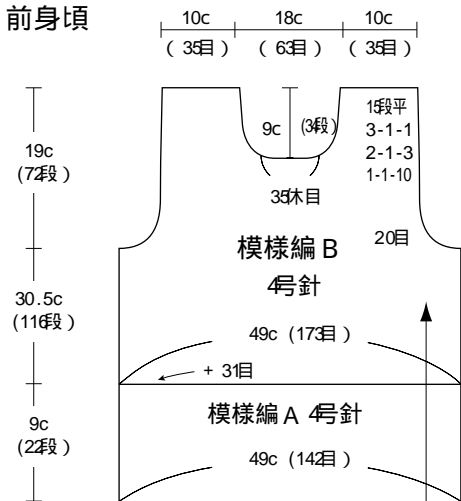 前身頃
10c 18c 10c
(35目) (63目) (35目)
15段平
9c (34段)
3-1-1
19c
2-1-3
(72段)
1-1-10
35休目
20目
模様編 B
4号針
30.5c
(116段)
49c (173目)
+ 31目
模様編 A 4号針
9c
(22段)
49c (142目)